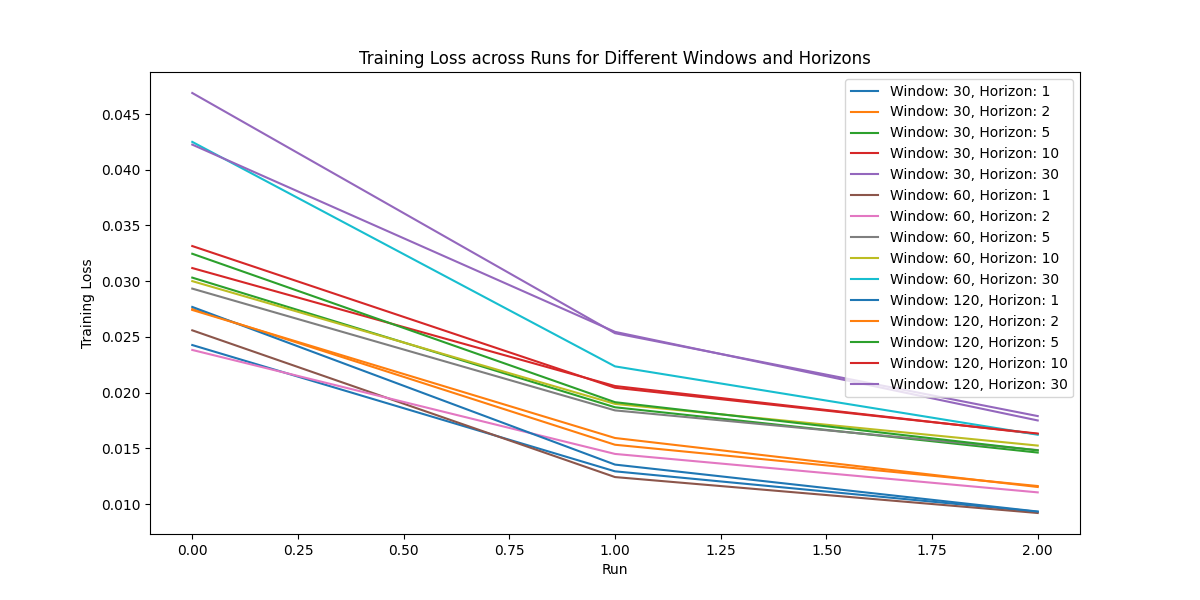 Training Loss across Runs for Different Windows and Horizons
Training Loss
0.045
0.040
0.035
0.030
0.025
0.020
0.015
0.010
Window: 30, Horizon: 1
Window: 30, Horizon: 2
Window: 30, Horizon: 5
Window: 30, Horizon: 10
Window: 30, Horizon: 30
Window: 60, Horizon: 1
Window: 60, Horizon: 2
Window: 60, Horizon: 5
Window: 60, Horizon: 10
Window: 60, Horizon: 30
Window: 120, Horizon: 1
Window: 120, Horizon: 2
Window: 120, Horizon: 5
Window: 120, Horizon: 10
Window: 120, Horizon: 30
0.00 0.25 0.50 0.75 1.00 1.25 1.50 1.75 2.00
Run